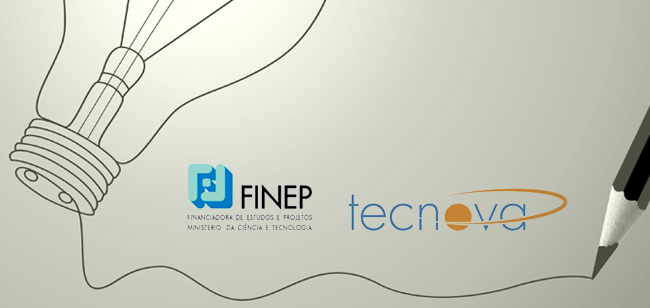 FINEP
FINANCIADORA DE ESTUDOS E PROJETOS
MINISTÉRIO DA CIÊNCIA E TECNOLOGIA
tecnova